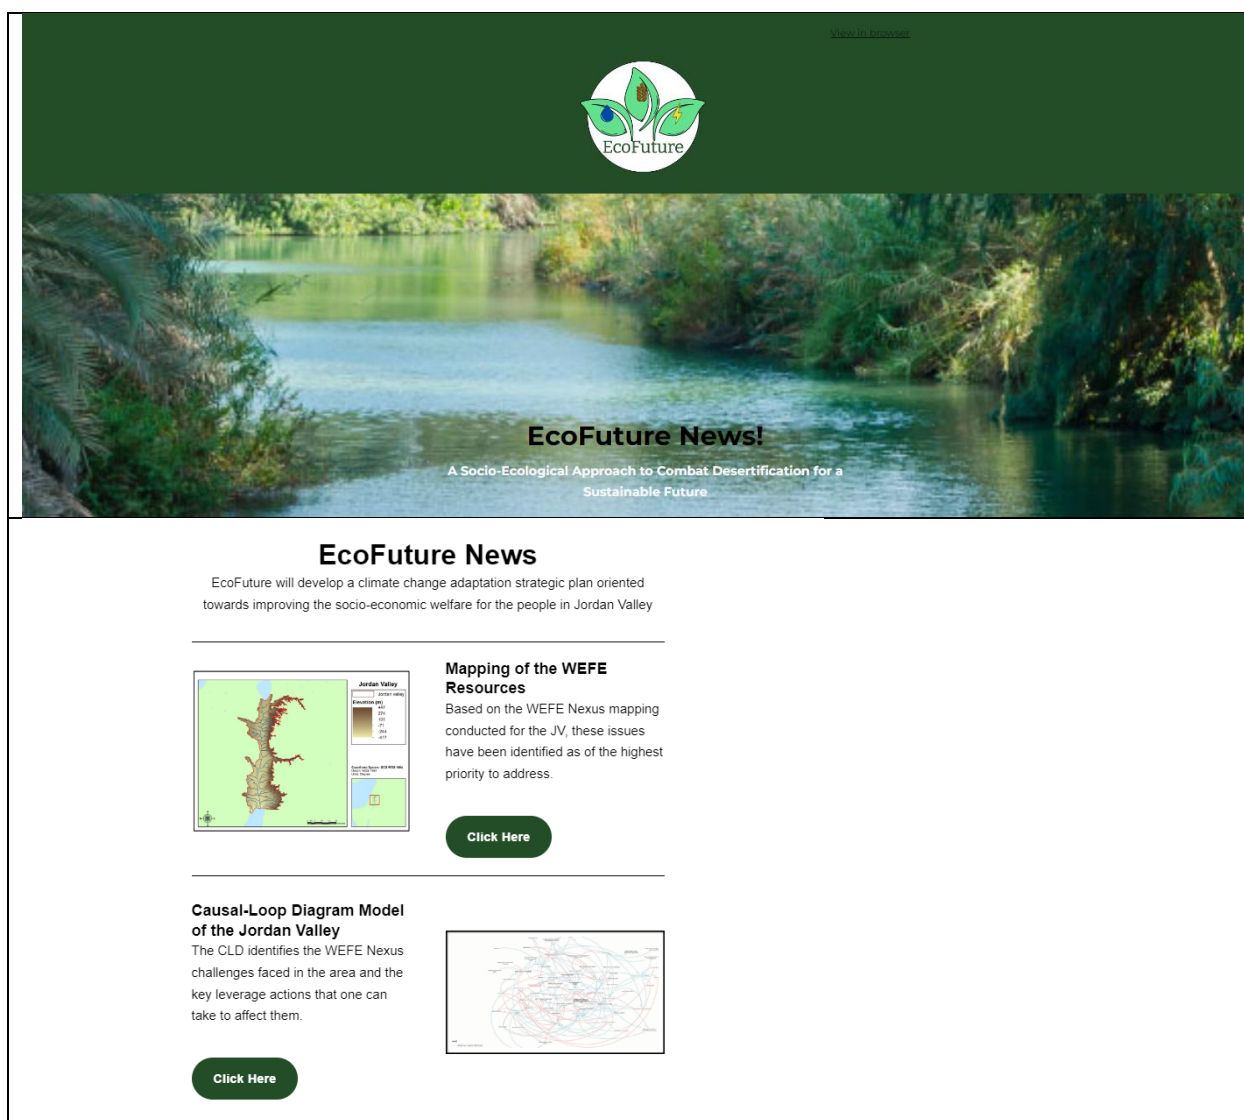 View in browser
EcoFuture
EcoFuture News!
A Socio-Ecological Approach to Combat Desertification for a
Sustainable Future
EcoFuture News
EcoFuture will develop a climate change adaptation strategic plan oriented
towards improving the socio-economic welfare for the people in Jordan Valley
Jordan Valley
Jordan valley
Elevation (m)
Mapping of the WEFE
Resources
Based on the WEFE Nexus mapping
conducted for the JV, these issues
have been identified as of the highest
priority to address.
Click Here
Causal-Loop Diagram Model
of the Jordan Valley
The CLD identifies the WEFE Nexus
challenges faced in the area and the
key leverage actions that one can
take to affect them.
Click Here